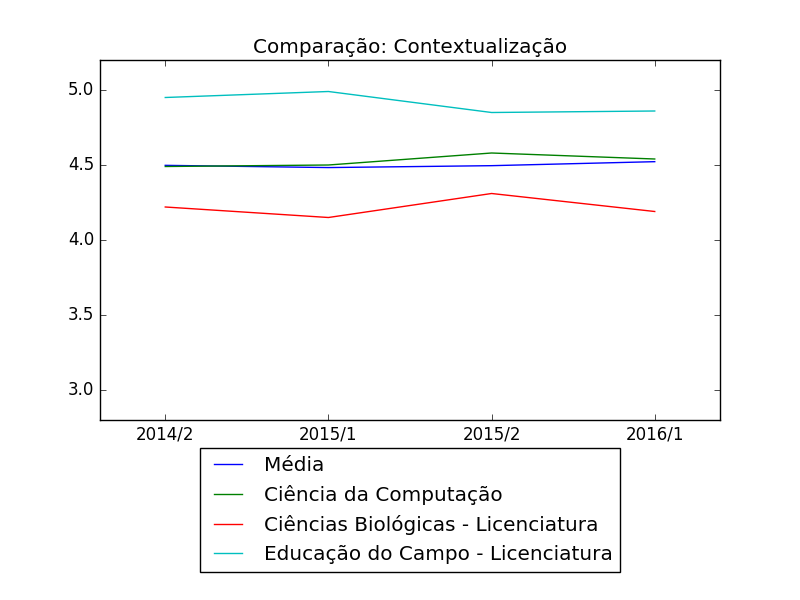 Comparação: Contextualização
5.0
4.5
4.0
3.5
3.0
2014/2 2015/1 2015/2 2016/1
Média
Ciência da Computação
Ciências Biológicas - Licenciatura
Educação do Campo - Licenciatura